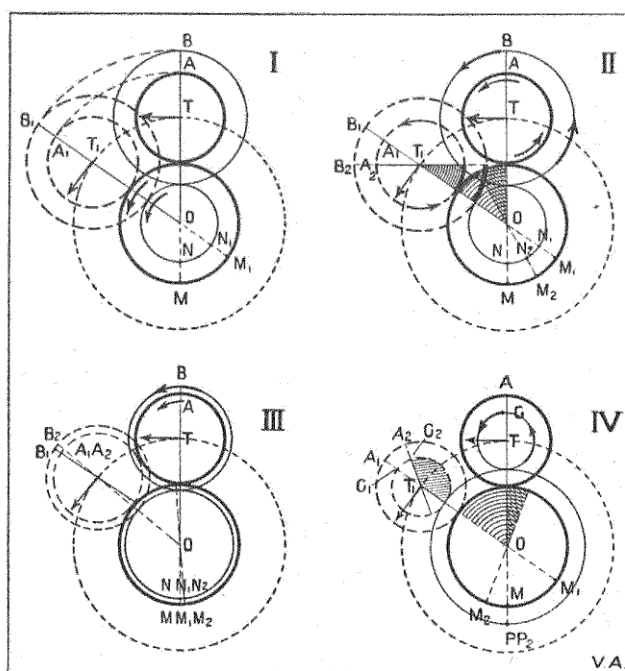 B
I
A
T
B₁
A₁ T₁
O
N N₁
M₁
M
B
II
A
T
B₁
A₁ T₁
B₂ A₂
O
N N₂ N₁
M₁
M M₂
B
A
III
T
B₂
B₁ A₁A₂
O
N N₁N₂
M M₁M₂
A
G
IV
T
A₂ G₂
A₁
G₁ T₁
O
M M₁
M₂
PP₂
V.A.